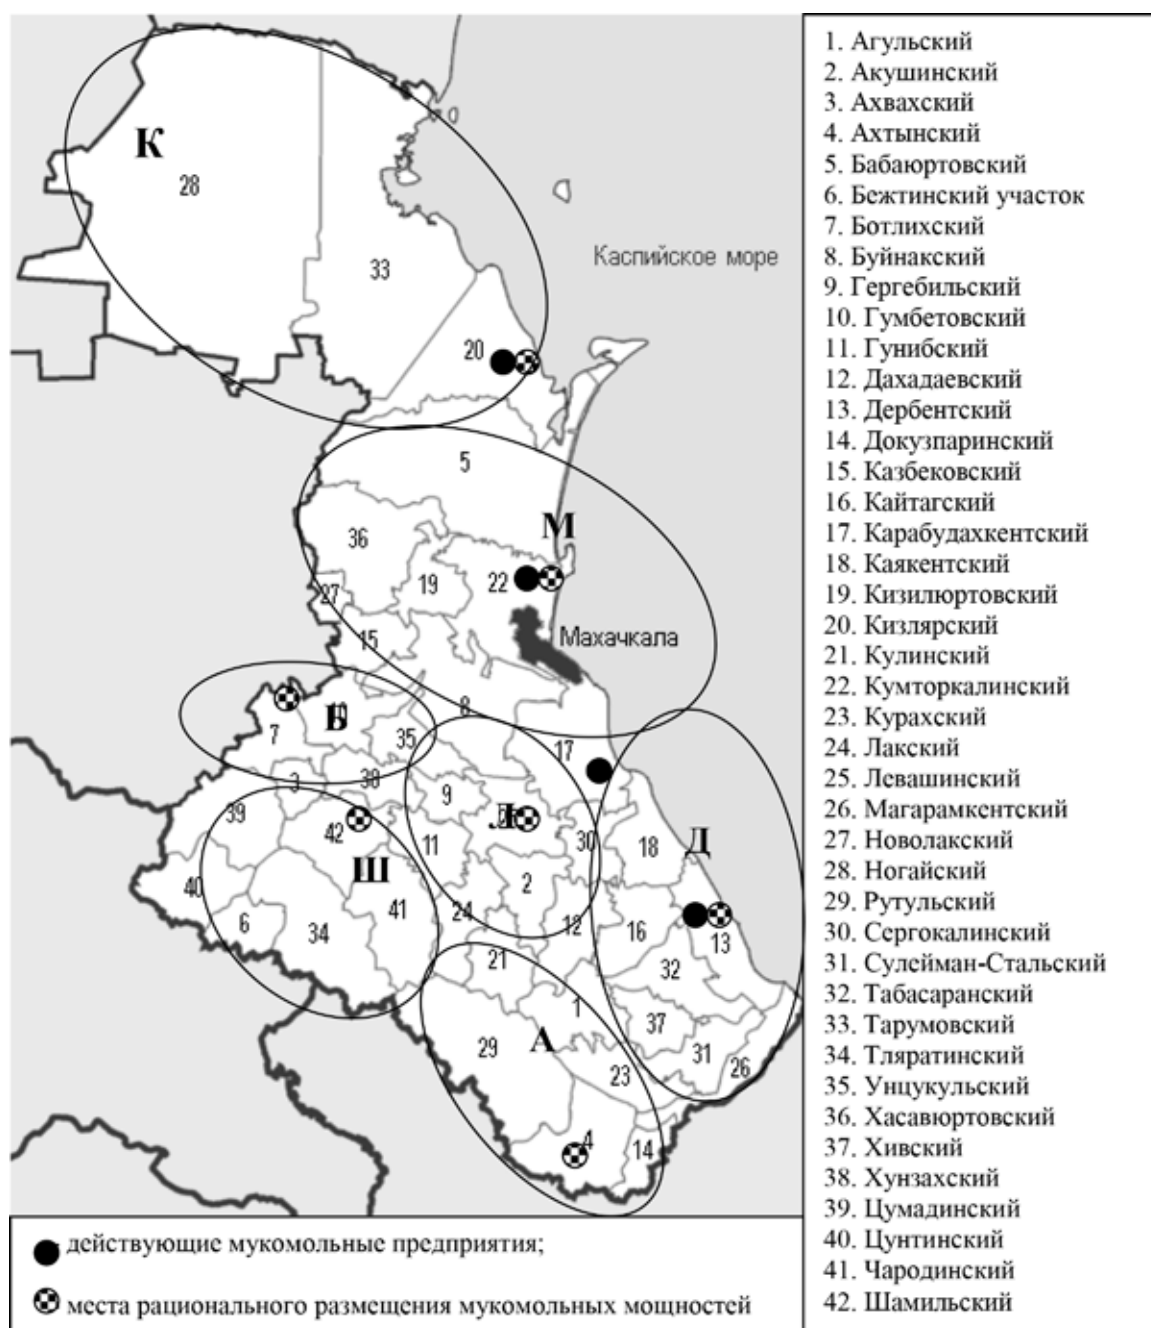 К
28
33
Каспийское море
20
5
М
36
19
22
27
15
Махачкала
8
Б
7
35
17
3
38
9
39
42
Л
30
18
Д
11
Ш
2
40
41
24
12
6
34
16
13
21
32
1
37
29
А
31
23
26
4
14
действующие мукомольные предприятия;
места рационального размещения мукомольных мощностей
1. Агульский
2. Акушинский
3. Ахвахский
4. Ахтынский
5. Бабаюртовский
6. Бежтинский участок
7. Ботлихский
8. Буйнакский
9. Гергебильский
10. Гумбетовский
11. Гунибский
12. Дахадаевский
13. Дербентский
14. Докузпаринский
15. Казбековский
16. Кайтагский
17. Карабудахкентский
18. Каякентский
19. Кизилюртовский
20. Кизлярский
21. Кулинский
22. Кумторкалинский
23. Курахский
24. Лакский
25. Левашинский
26. Магарамкентский
27. Новолакский
28. Ногайский
29. Рутульский
30. Сергокалинский
31. Сулейман-Стальский
32. Табасаранский
33. Тарумовский
34. Тляратинский
35. Унцукульский
36. Хасавюртовский
37. Хивский
38. Хунзахский
39. Цумадинский
40. Цунтинский
41. Чародинский
42. Шамильский